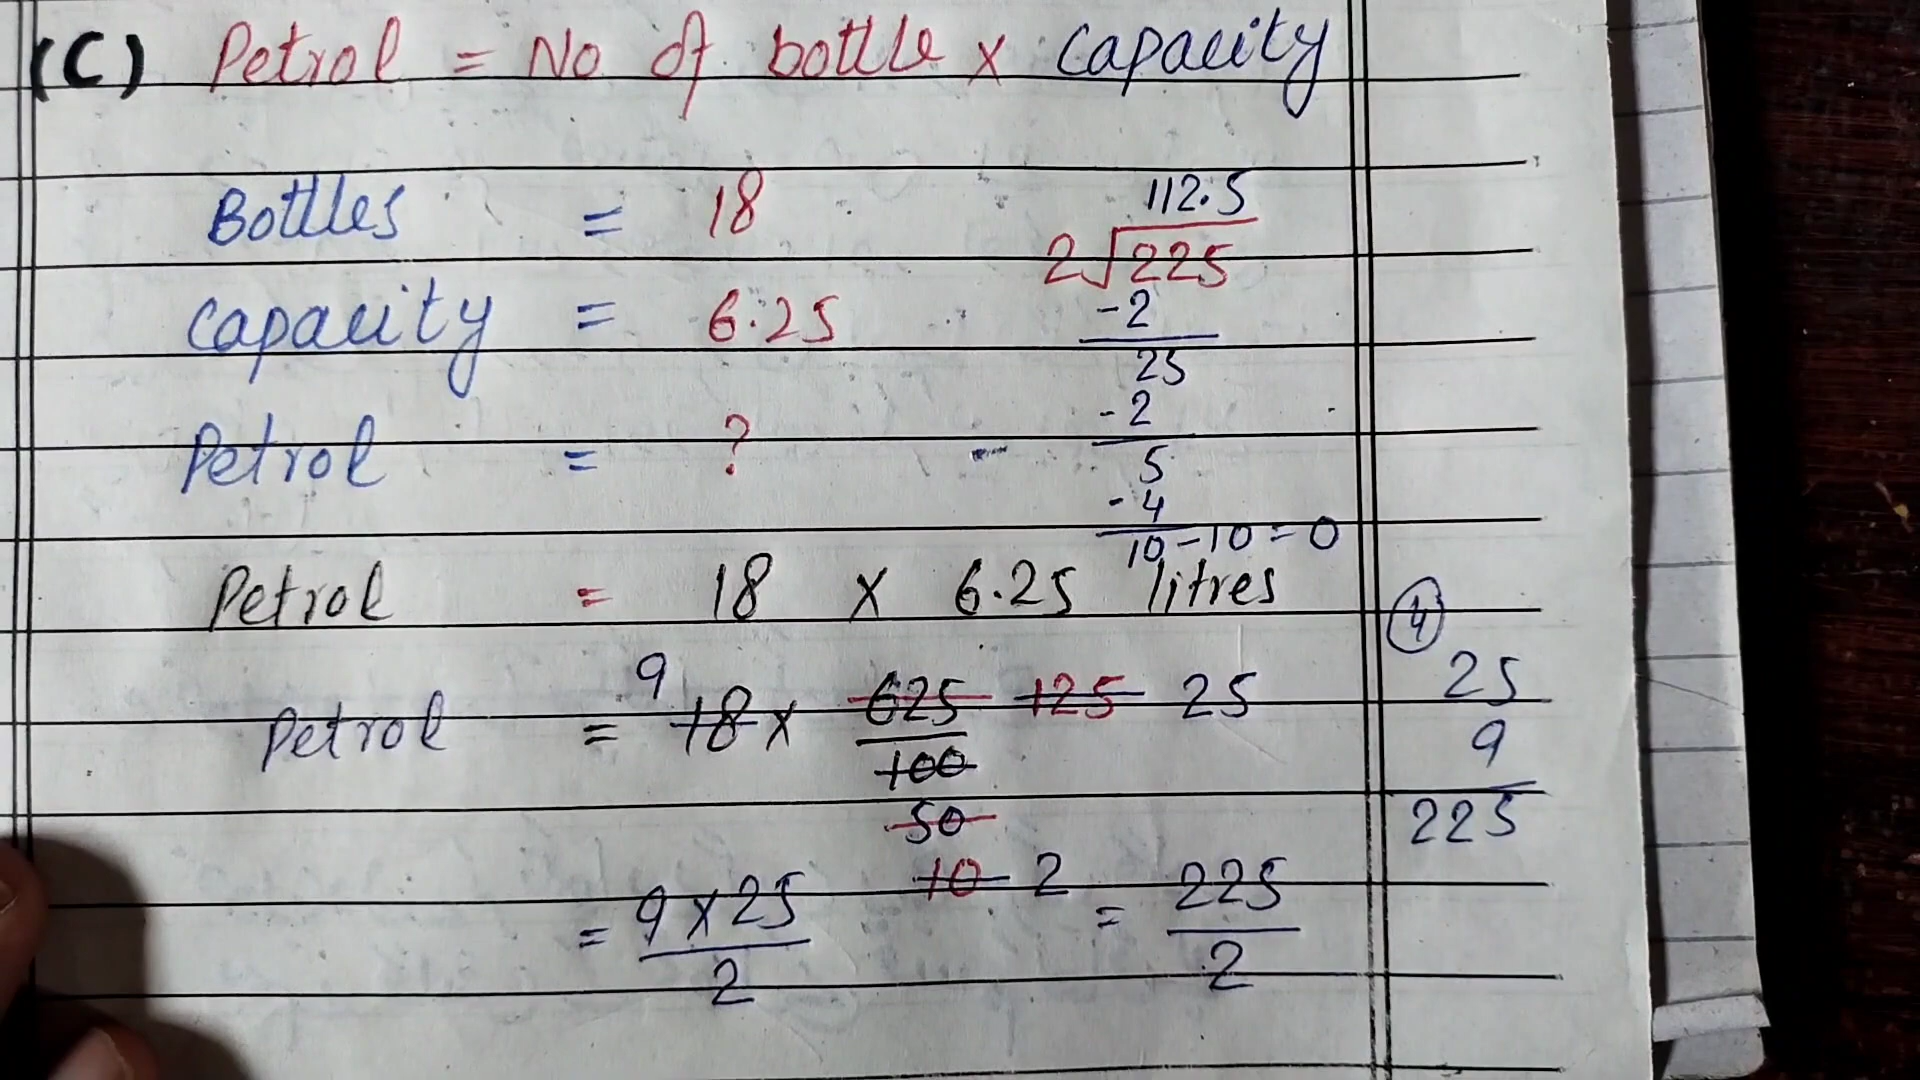 (C) Petrol = No of bottle x capacity
Bottles = 18
capacity = 6.25
Petrol = ?
112.5
2√225
-2
25
-2
5
-4
10-10=0
Petrol = 18 x 6.25 litres
9
Petrol = 18 x 625 125 25
100
50
10 2
= 9 x 25
2
= 225
2
4
25
9
225